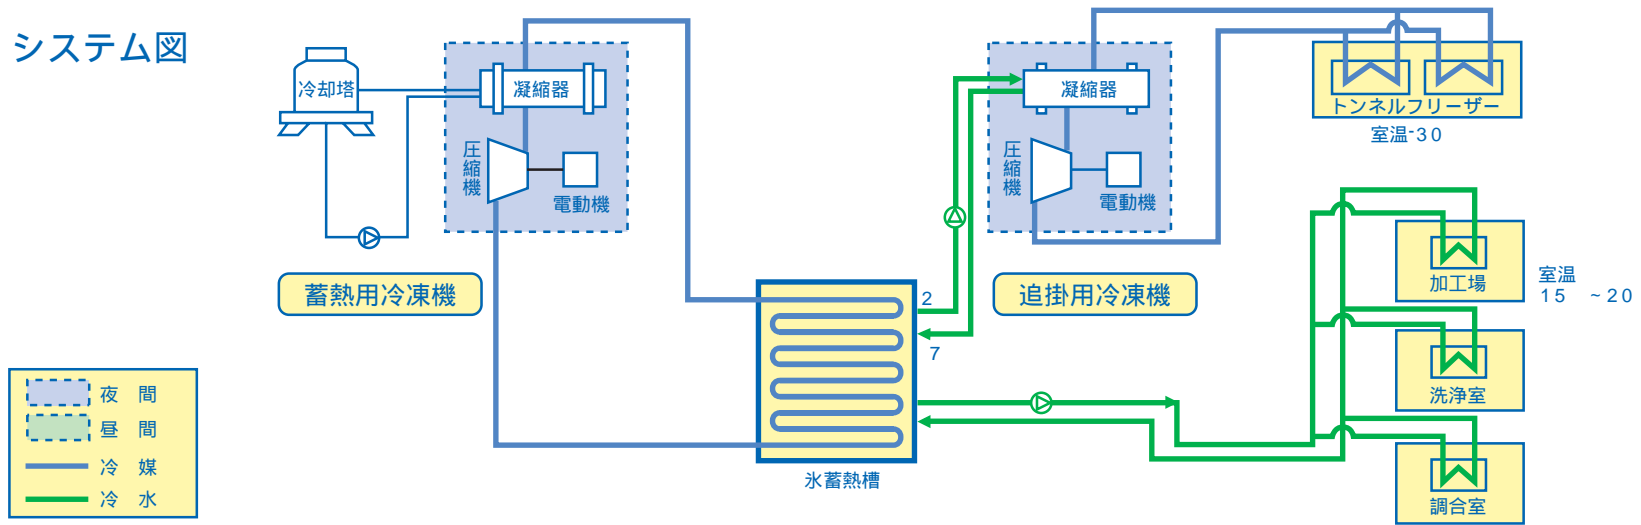 システム図
冷却塔
凝縮器
圧縮機
電動機
蓄熱用冷凍機
凝縮器
圧縮機
電動機
追掛用冷凍機
トンネルフリーザー
室温-30
2
7
氷蓄熱槽
加工場
室温
15 ~20
洗浄室
調合室
夜 間
昼 間
冷 媒
冷 水